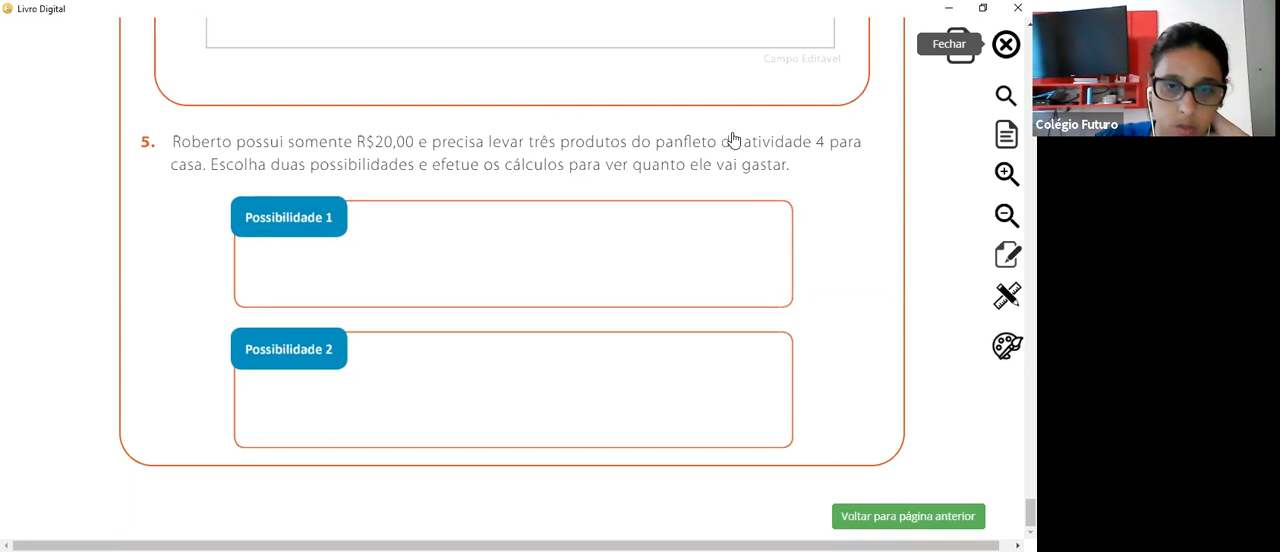 Livro Digital
Campo Editável
Fechar
Colégio Futuro
5. Roberto possui somente R$20,00 e precisa levar três produtos do panfleto da atividade 4 para
casa. Escolha duas possibilidades e efetue os cálculos para ver quanto ele vai gastar.
Possibilidade 1
Possibilidade 2
Voltar para página anterior